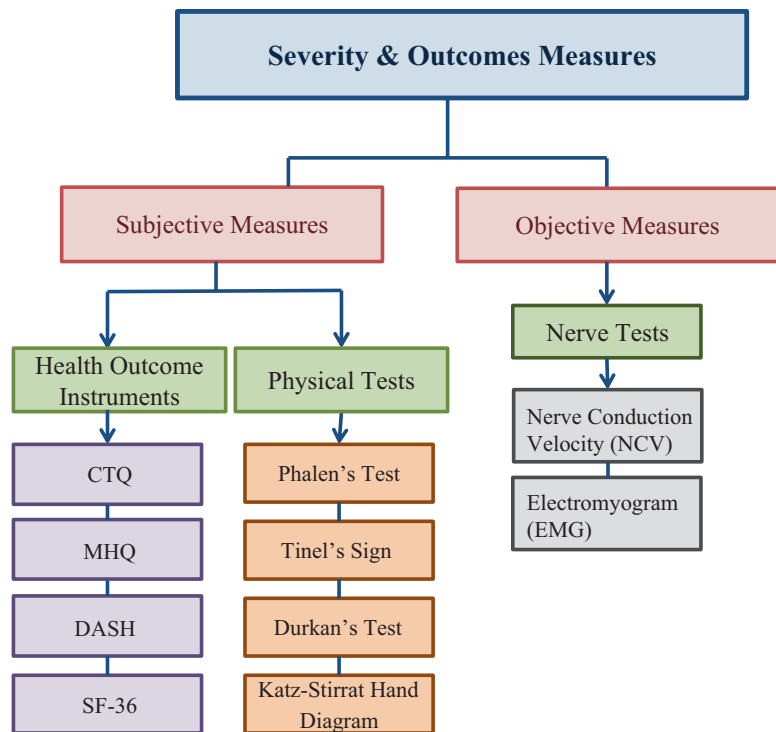 Severity & Outcomes Measures
Subjective Measures
Objective Measures
Health Outcome
Instruments
Physical Tests
Nerve Tests
CTQ
MHQ
DASH
SF-36
Phalen’s Test
Tinel’s Sign
Durkan’s Test
Katz-Stirrat Hand
Diagram
Nerve Conduction
Velocity (NCV)
Electromyogram
(EMG)